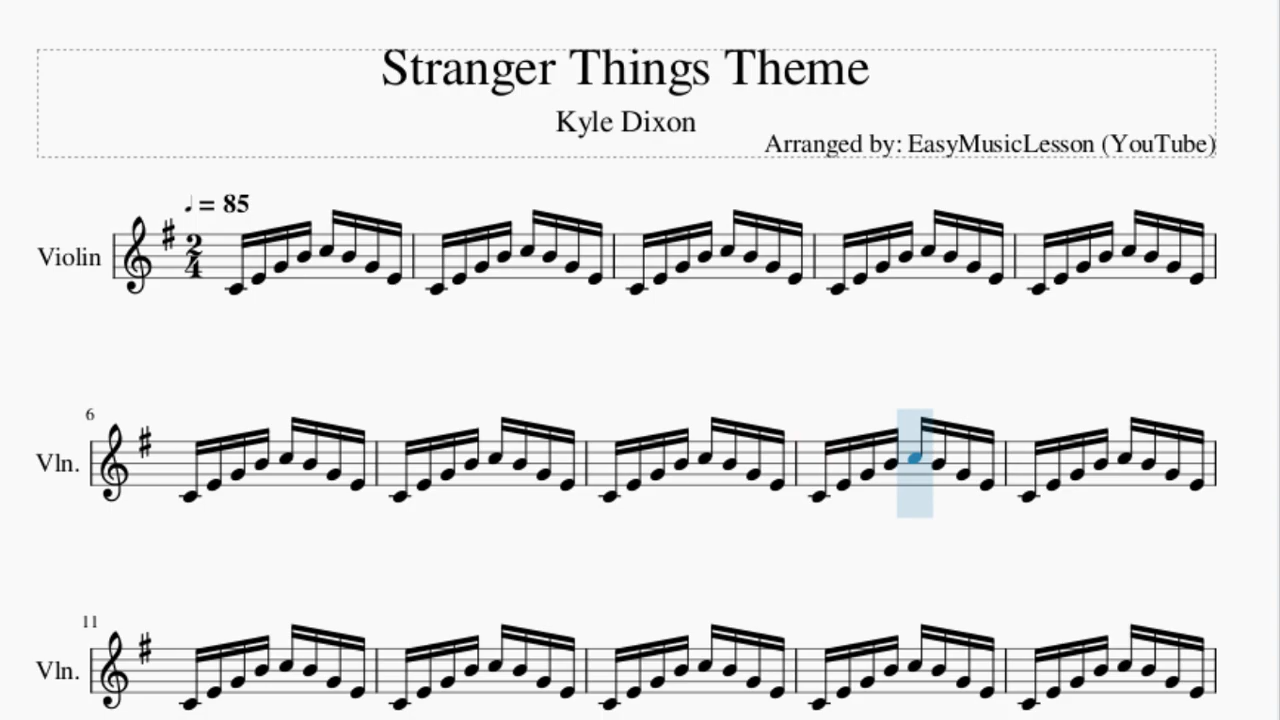 Stranger Things Theme
Kyle Dixon
Arranged by: EasyMusicLesson (YouTube)
♩ = 85
Violin
2
4
6
Vln.
11
Vln.